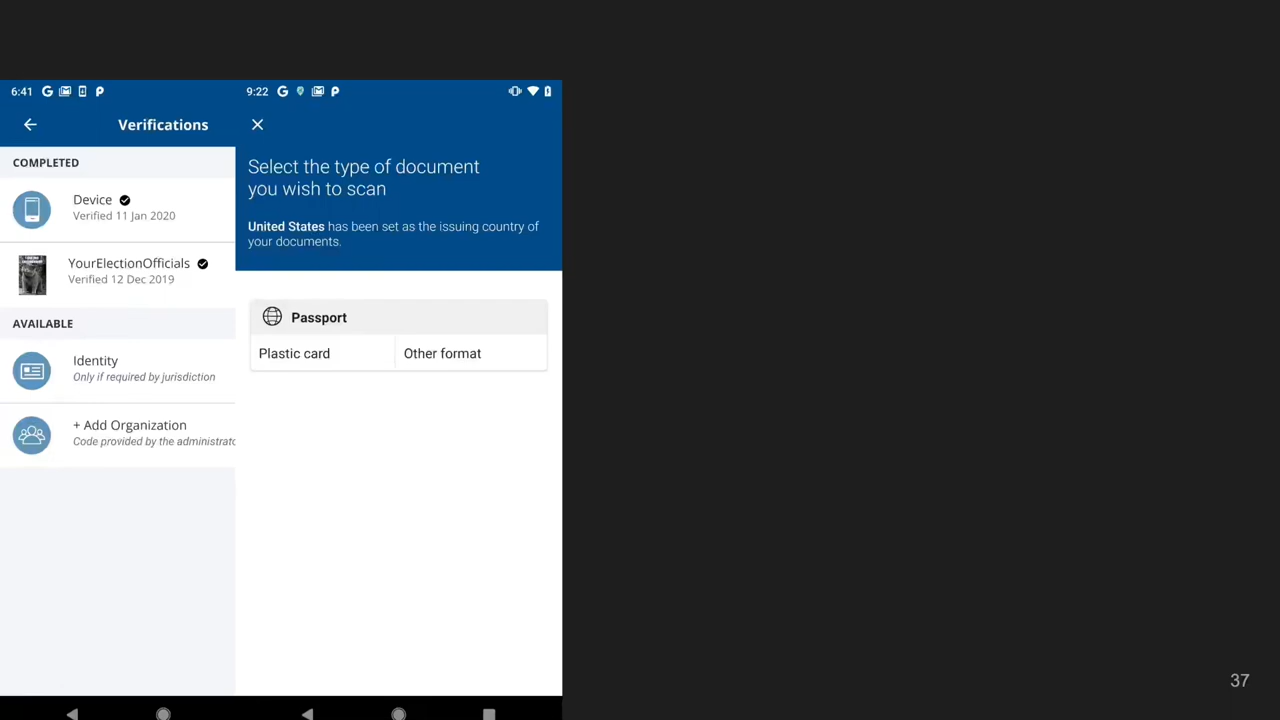 6:41
Verifications
COMPLETED
Device
Verified 11 Jan 2020
YourElectionOfficials
Verified 12 Dec 2019
AVAILABLE
Identity
Only if required by jurisdiction
+ Add Organization
Code provided by the administrato
9:22
Select the type of document
you wish to scan
United States has been set as the issuing country of
your documents.
Passport
Plastic card
Other format
37